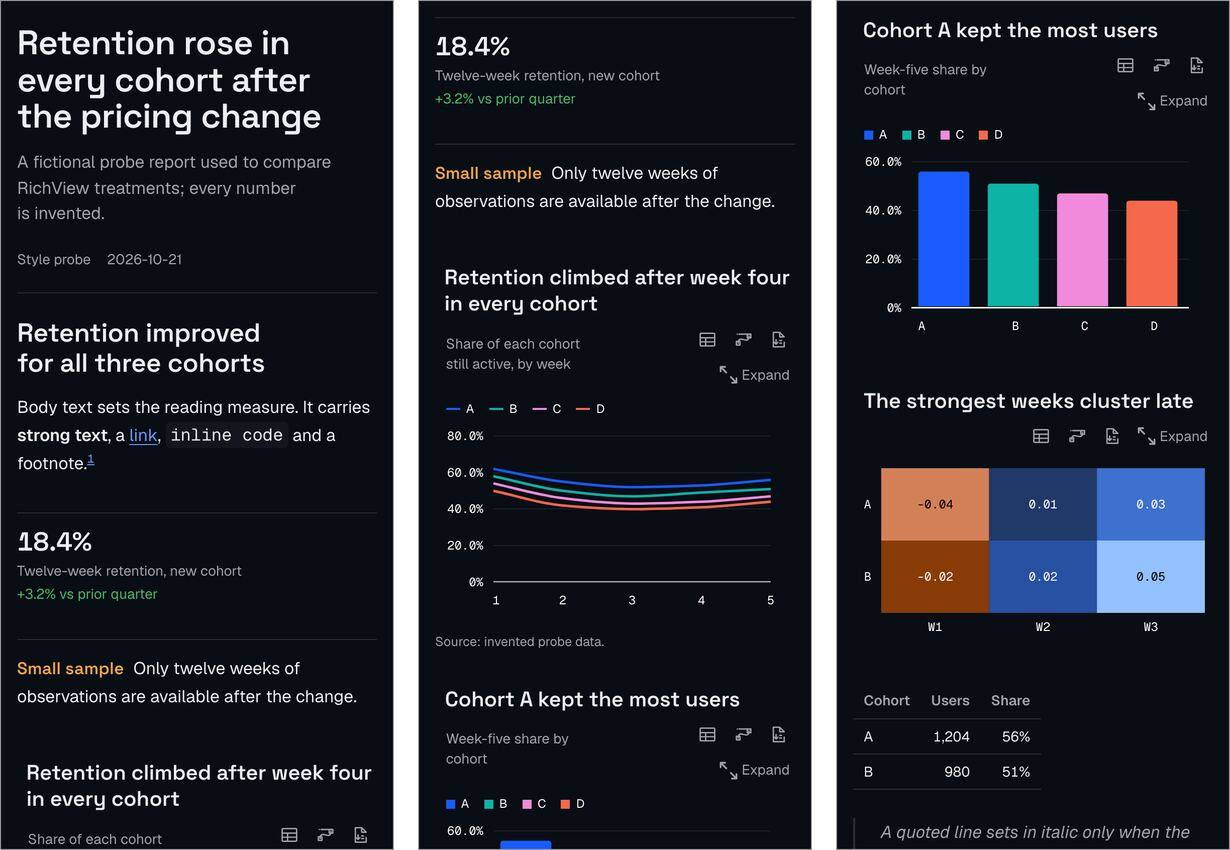 Retention rose in
every cohort after
the pricing change
A fictional probe report used to compare
RichView treatments; every number
is invented.
Style probe 2026-10-21
Retention improved
for all three cohorts
Body text sets the reading measure. It carries
strong text, a link, inline code and a
footnote.1
18.4%
Twelve-week retention, new cohort
+3.2% vs prior quarter
Small sample Only twelve weeks of
observations are available after the change.
Retention climbed after week four
in every cohort
Share of each cohort
18.4%
Twelve-week retention, new cohort
+3.2% vs prior quarter
Small sample Only twelve weeks of
observations are available after the change.
Retention climbed after week four
in every cohort
Share of each cohort
still active, by week
Expand
A B C D
80.0%
60.0%
40.0%
20.0%
0%
1 2 3 4 5
Source: invented probe data.
Cohort A kept the most users
Week-five share by
cohort
Expand
A B C D
60.0%
Cohort A kept the most users
Week-five share by
cohort
Expand
A B C D
60.0%
40.0%
20.0%
0%
A B C D
The strongest weeks cluster late
Expand
A -0.04 0.01 0.03
B -0.02 0.02 0.05
W1 W2 W3
Cohort Users Share
A 1,204 56%
B 980 51%
A quoted line sets in italic only when the